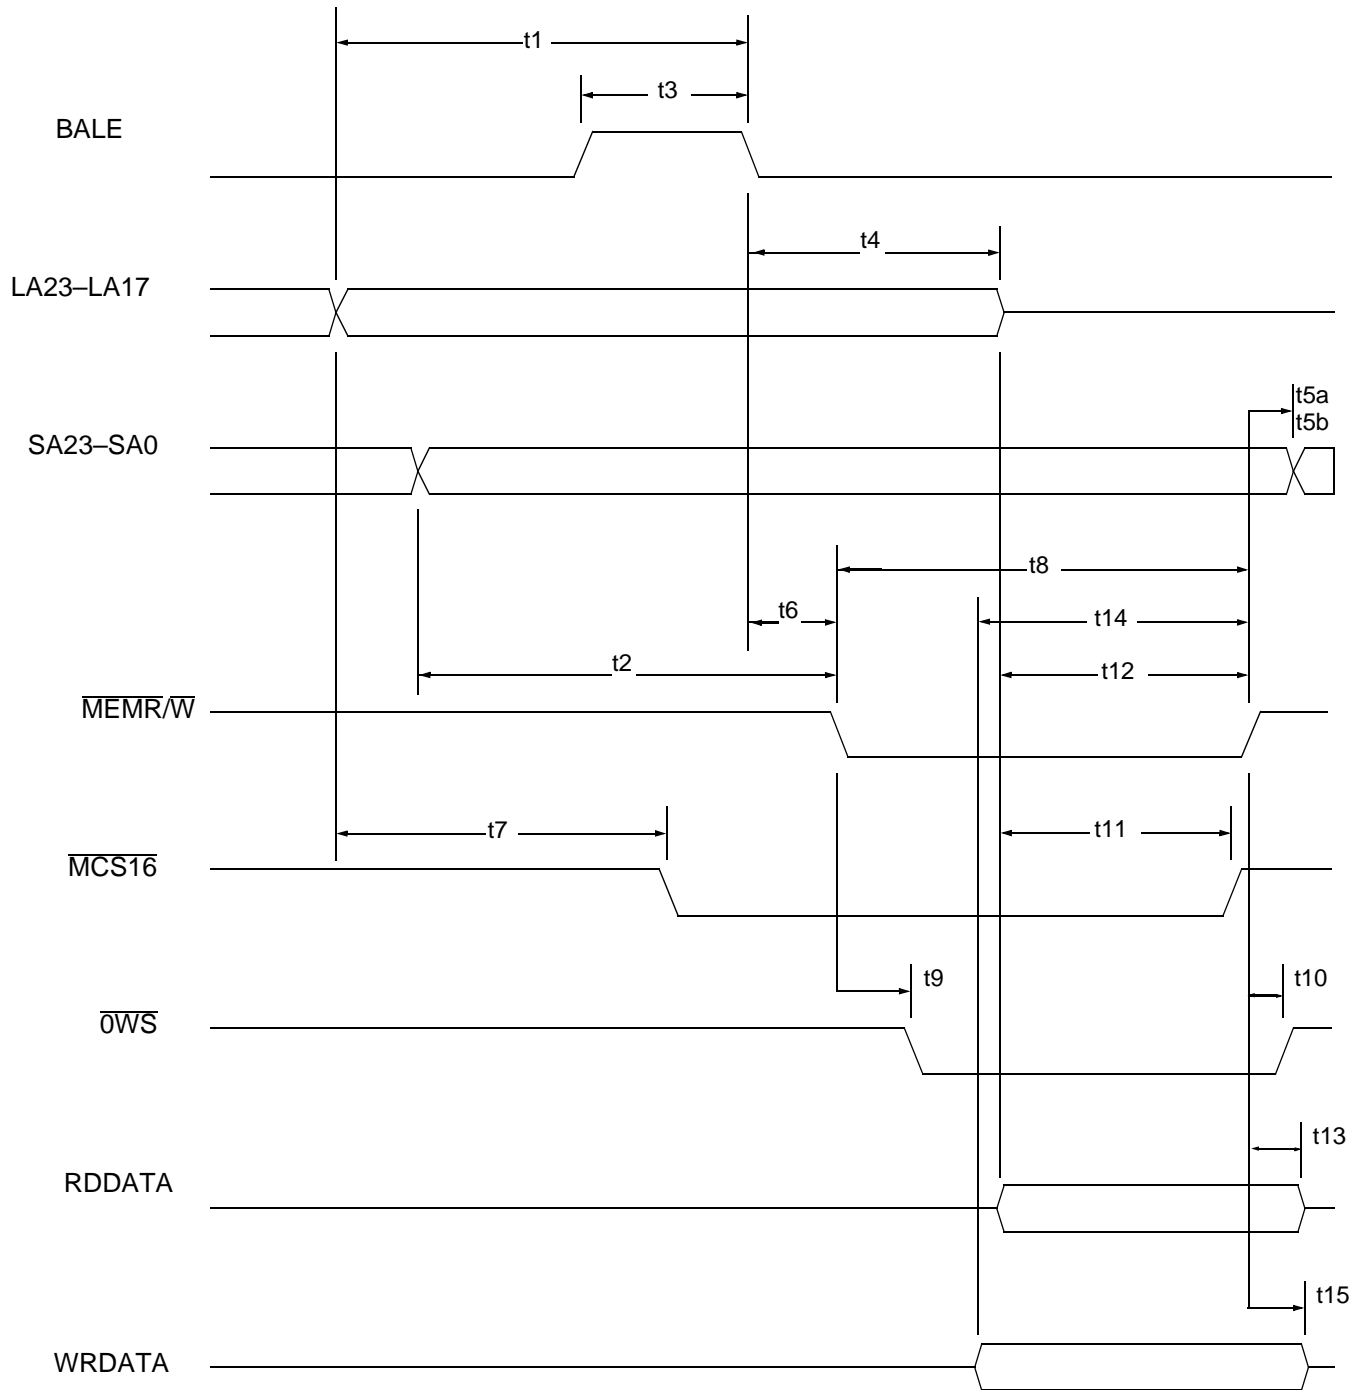 t1
t3
BALE
t4
LA23–LA17
t5a
t5b
SA23–SA0
t8
t6
t14
t2
t12
MEMR/W
t7
t11
MCS16
t9
t10
0WS
t13
RDDATA
t15
WRDATA